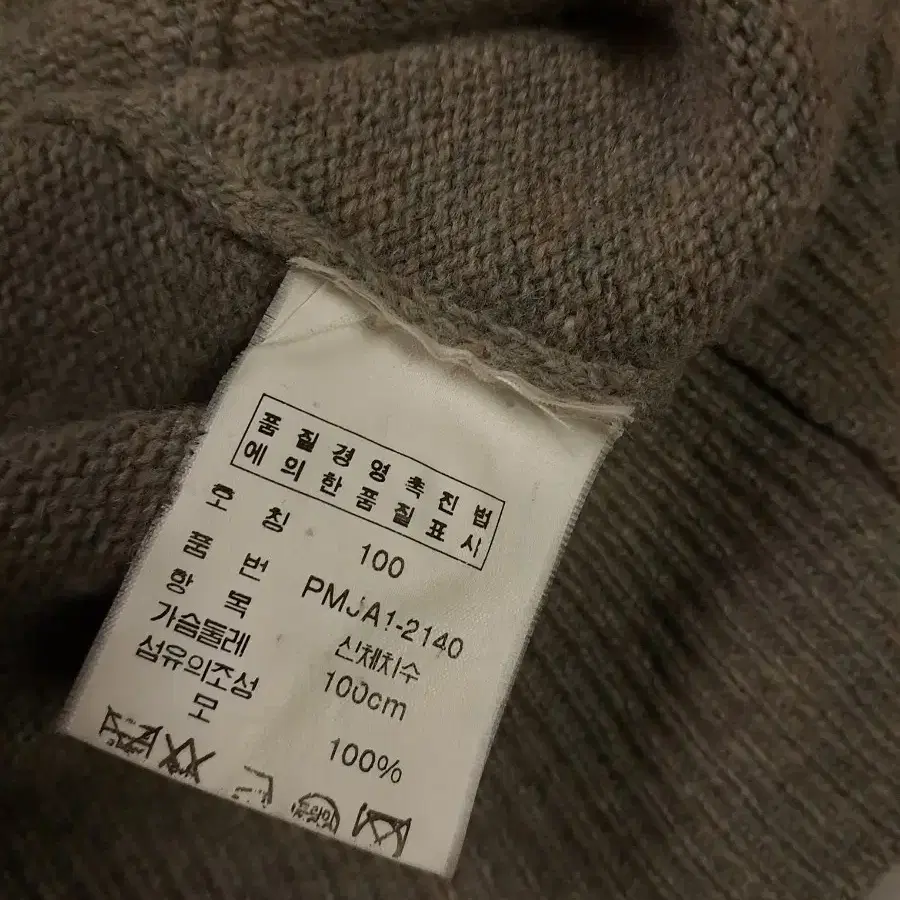 품질경영촉진법
에의한품질표시
호칭 100
품번 PMJA1-2140
항목 신체치수
가슴둘레 100cm
섬유의조성
모 100%